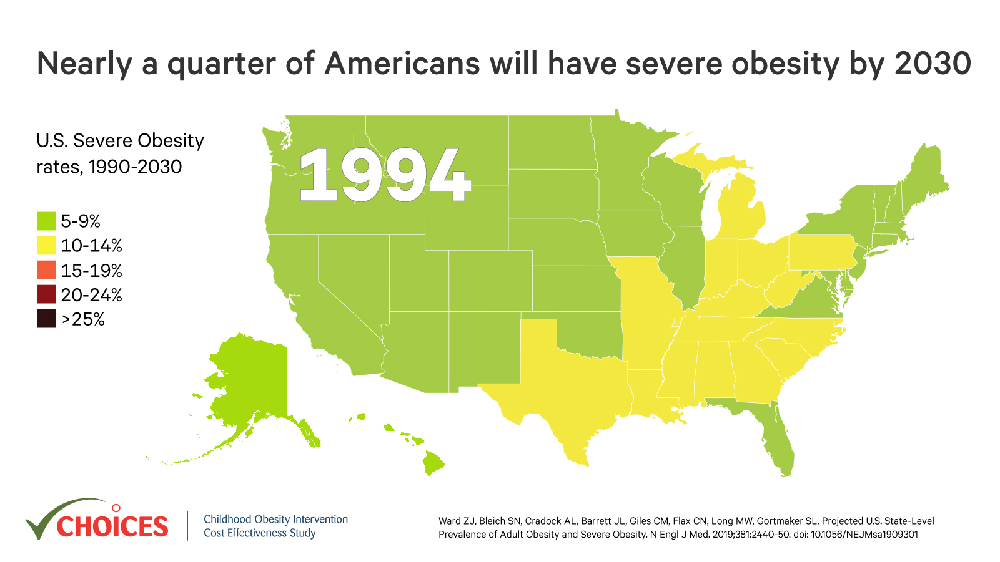 Nearly a quarter of Americans will have severe obesity by 2030
U.S. Severe Obesity
rates, 1990-2030
1994
5-9%
10-14%
15-19%
20-24%
>25%
CHOICES
Childhood Obesity Intervention
Cost-Effectiveness Study
Ward ZJ, Bleich SN, Cradock AL, Barrett JL, Giles CM, Flax CN, Long MW, Gortmaker SL. Projected U.S. State-Level
Prevalence of Adult Obesity and Severe Obesity. N Engl J Med. 2019;381:2440-50. doi: 10.1056/NEJMsa1909301